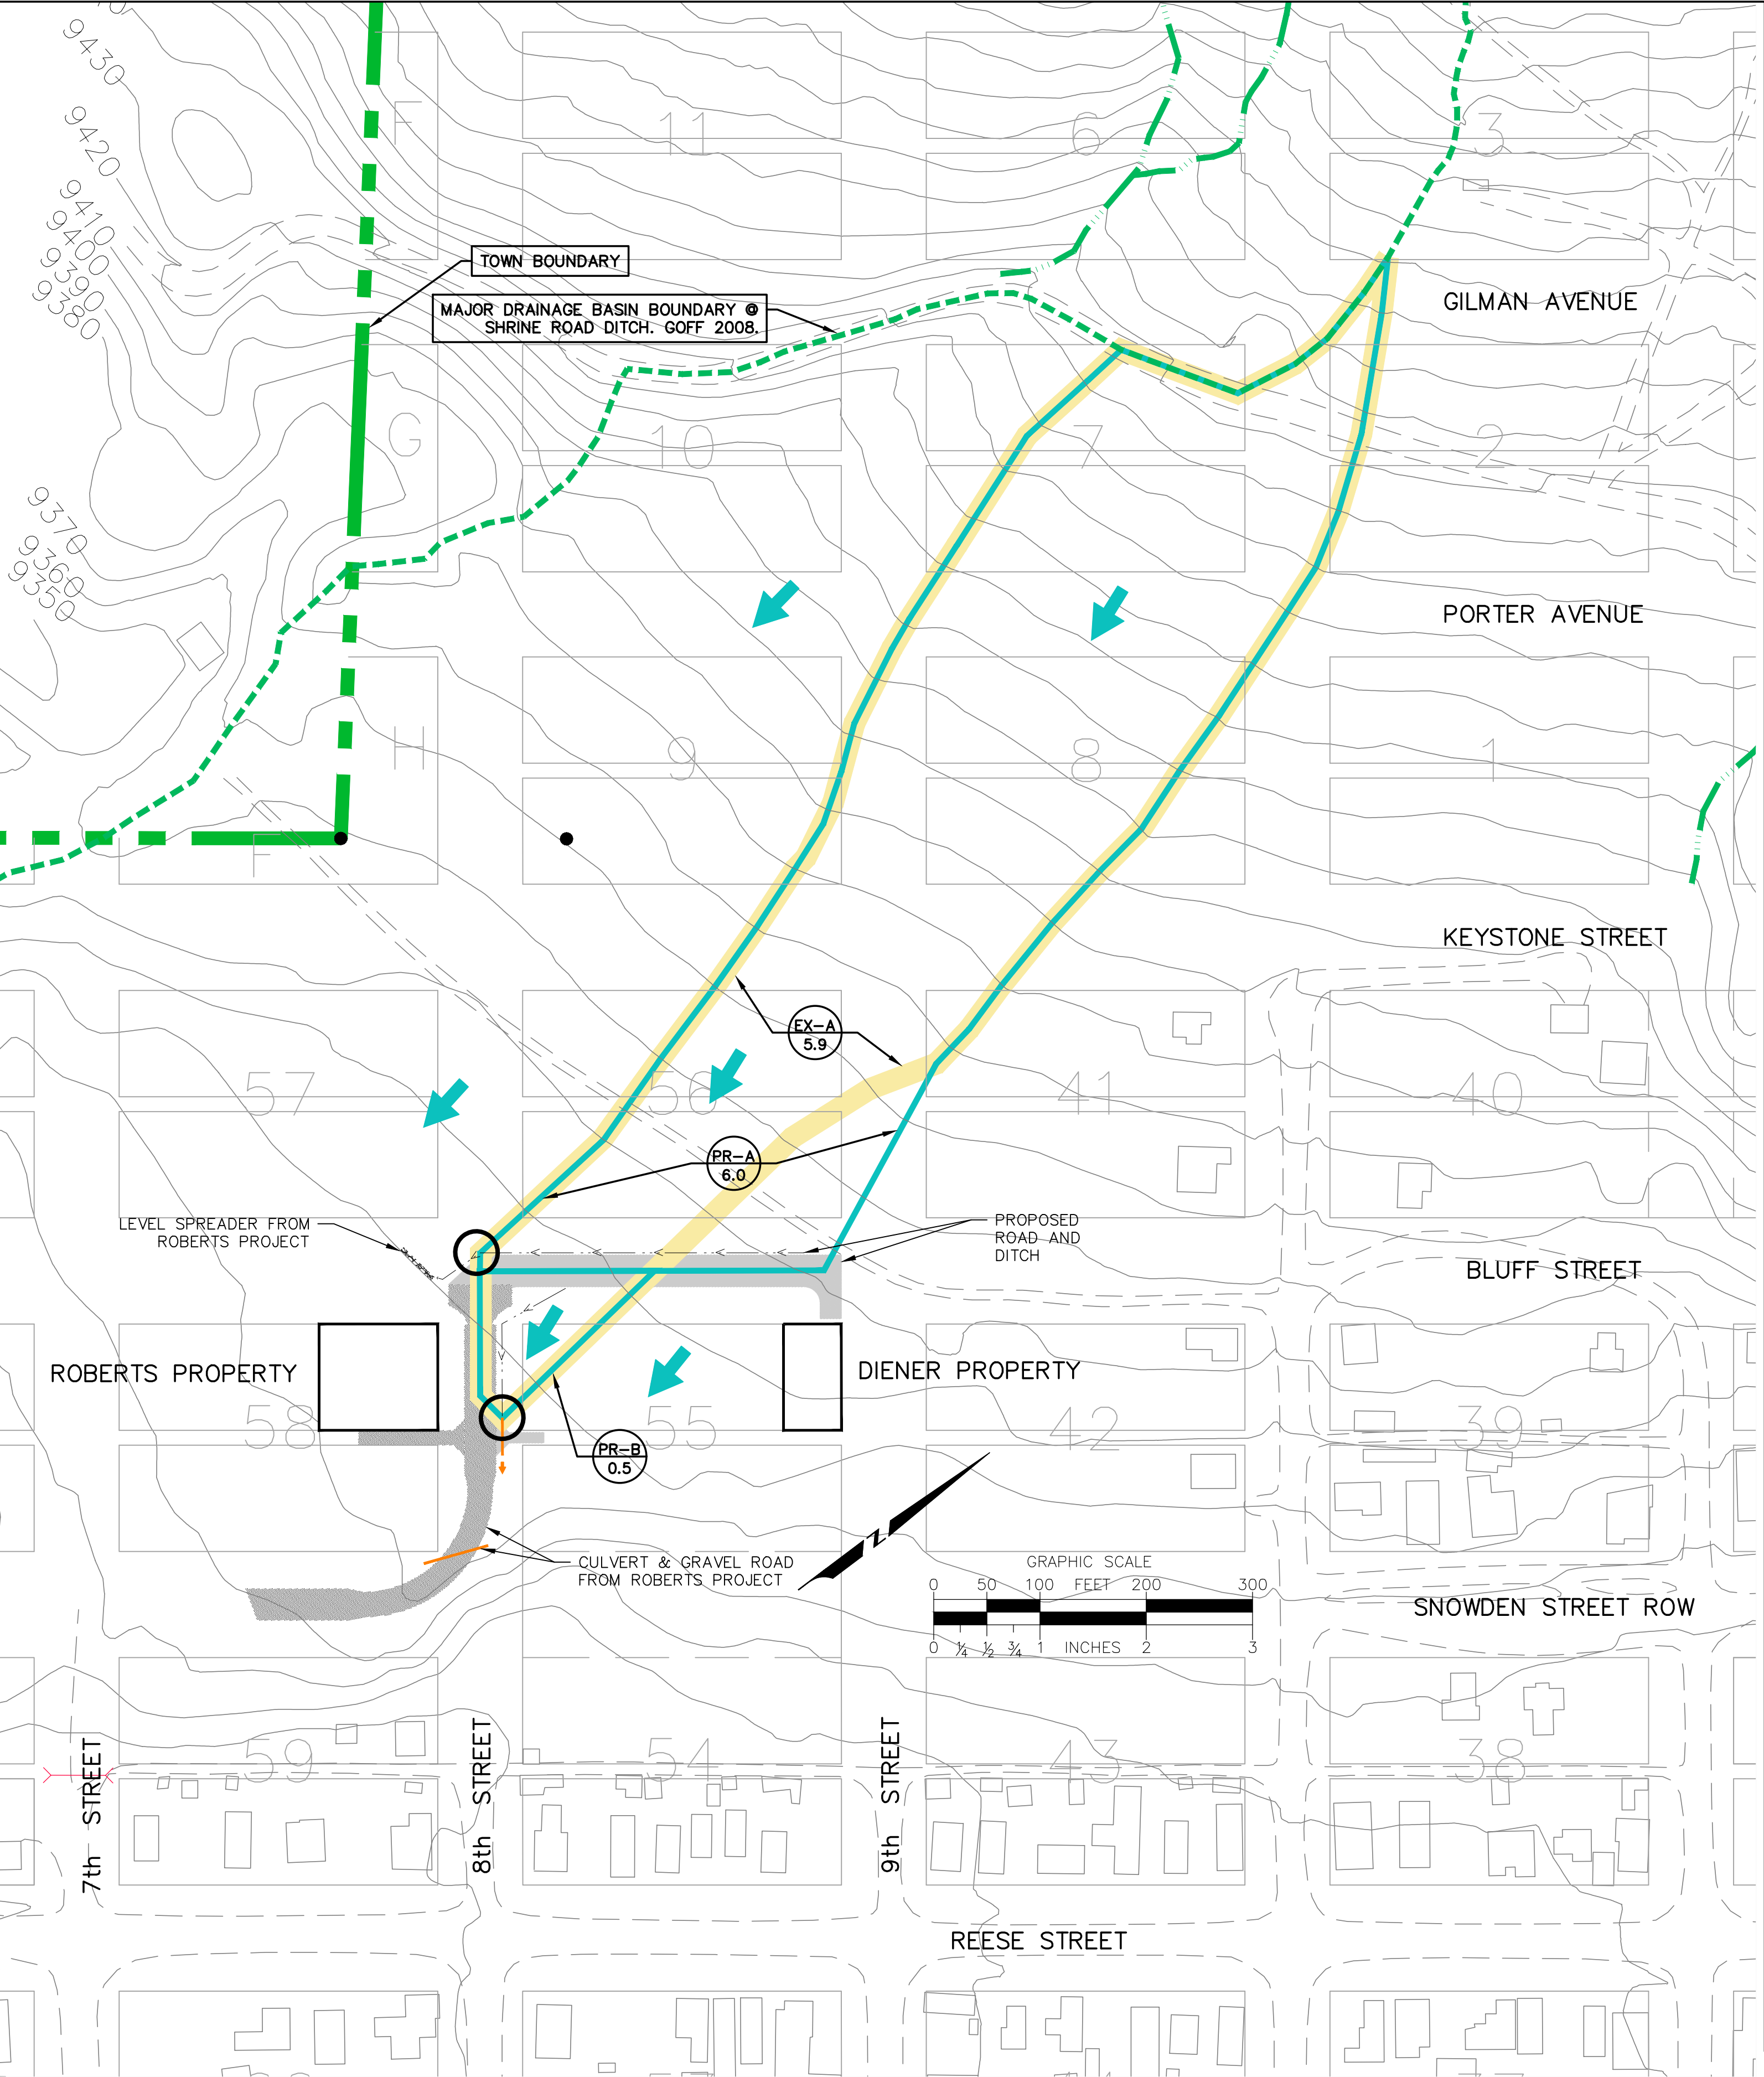 9430
9420
9410
9400
9390
9380
9370
9360
9350
F
11
6
3
TOWN BOUNDARY
MAJOR DRAINAGE BASIN BOUNDARY @
SHRINE ROAD DITCH. GOFF 2008.
GILMAN AVENUE
G
10
7
2
PORTER AVENUE
H
9
8
1
F
KEYSTONE STREET
EX-A
5.9
57
56
41
40
PR-A
6.0
LEVEL SPREADER FROM
ROBERTS PROJECT
PROPOSED
ROAD AND
DITCH
BLUFF STREET
ROBERTS PROPERTY
DIENER PROPERTY
58
55
42
39
PR-B
0.5
N
CULVERT & GRAVEL ROAD
FROM ROBERTS PROJECT
GRAPHIC SCALE
0 50 100 FEET 200 300
0 ¼ ½ ¾ 1 INCHES 2 3
SNOWDEN STREET ROW
59
54
43
38
7th STREET
8th STREET
9th STREET
REESE STREET